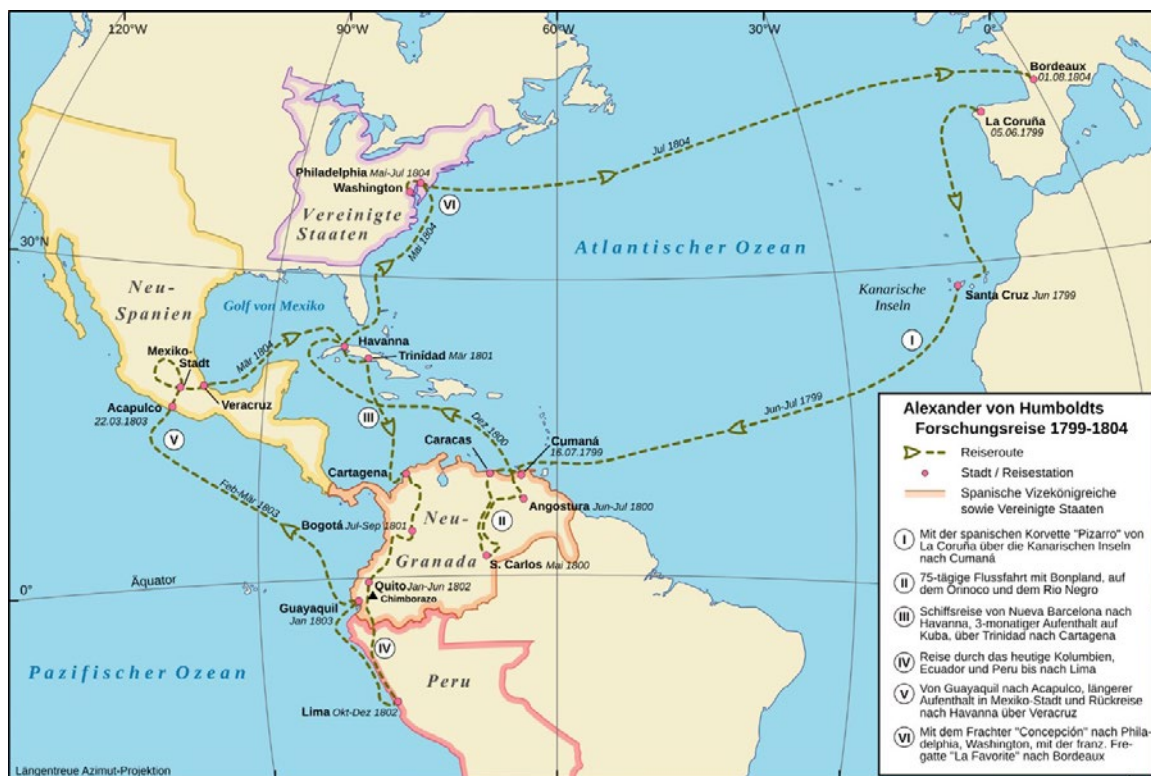 120°W
90°W
60°W
30°W
0°
Bordeaux
01.08.1804
La Coruña
05.06.1799
Jul 1804
Philadelphia Mai-Jul 1804
Washington
VI
Vereinigte
Staaten
Mai 1804
Atlantischer Ozean
30°N
Neu-
Spanien
Golf von Mexiko
Kanarische
Inseln
Santa Cruz Jun 1799
I
Mexiko-
Stadt
Mär 1804
Havanna
Trinidad Mär 1801
Veracruz
Acapulco
22.03.1803
V
III
Dez 1800
Jun-Jul 1799
Caracas
Cumaná
16.07.1799
Cartagena
Feb-Mär 1803
Angostura Jun-Jul 1800
II
Bogotá Jul-Sep 1801
Neu-
Granada
S. Carlos Mai 1800
0°
Äquator
Quito Jan-Jun 1802
Chimborazo
Guayaquil
Jan 1803
IV
Pazifischer Ozean
Peru
Lima Okt-Dez 1802
Längentreue Azimut-Projektion
Alexander von Humboldts
Forschungsreise 1799-1804
Reiseroute
Stadt / Reisestation
Spanische Vizekönigreiche
sowie Vereinigte Staaten
I Mit der spanischen Korvette "Pizarro" von
La Coruña über die Kanarischen Inseln
nach Cumaná
II 75-tägige Flussfahrt mit Bonpland, auf
dem Orinoco und dem Rio Negro
III Schiffsreise von Nueva Barcelona nach
Havanna, 3-monatiger Aufenthalt auf
Kuba, über Trinidad nach Cartagena
IV Reise durch das heutige Kolumbien,
Ecuador und Peru bis nach Lima
V Von Guayaquil nach Acapulco, längerer
Aufenthalt in Mexiko-Stadt und Rückreise
nach Havanna über Veracruz
VI Mit dem Frachter "Concepción" nach Phila-
delphia, Washington, mit der franz. Fre-
gatte "La Favorite" nach Bordeaux